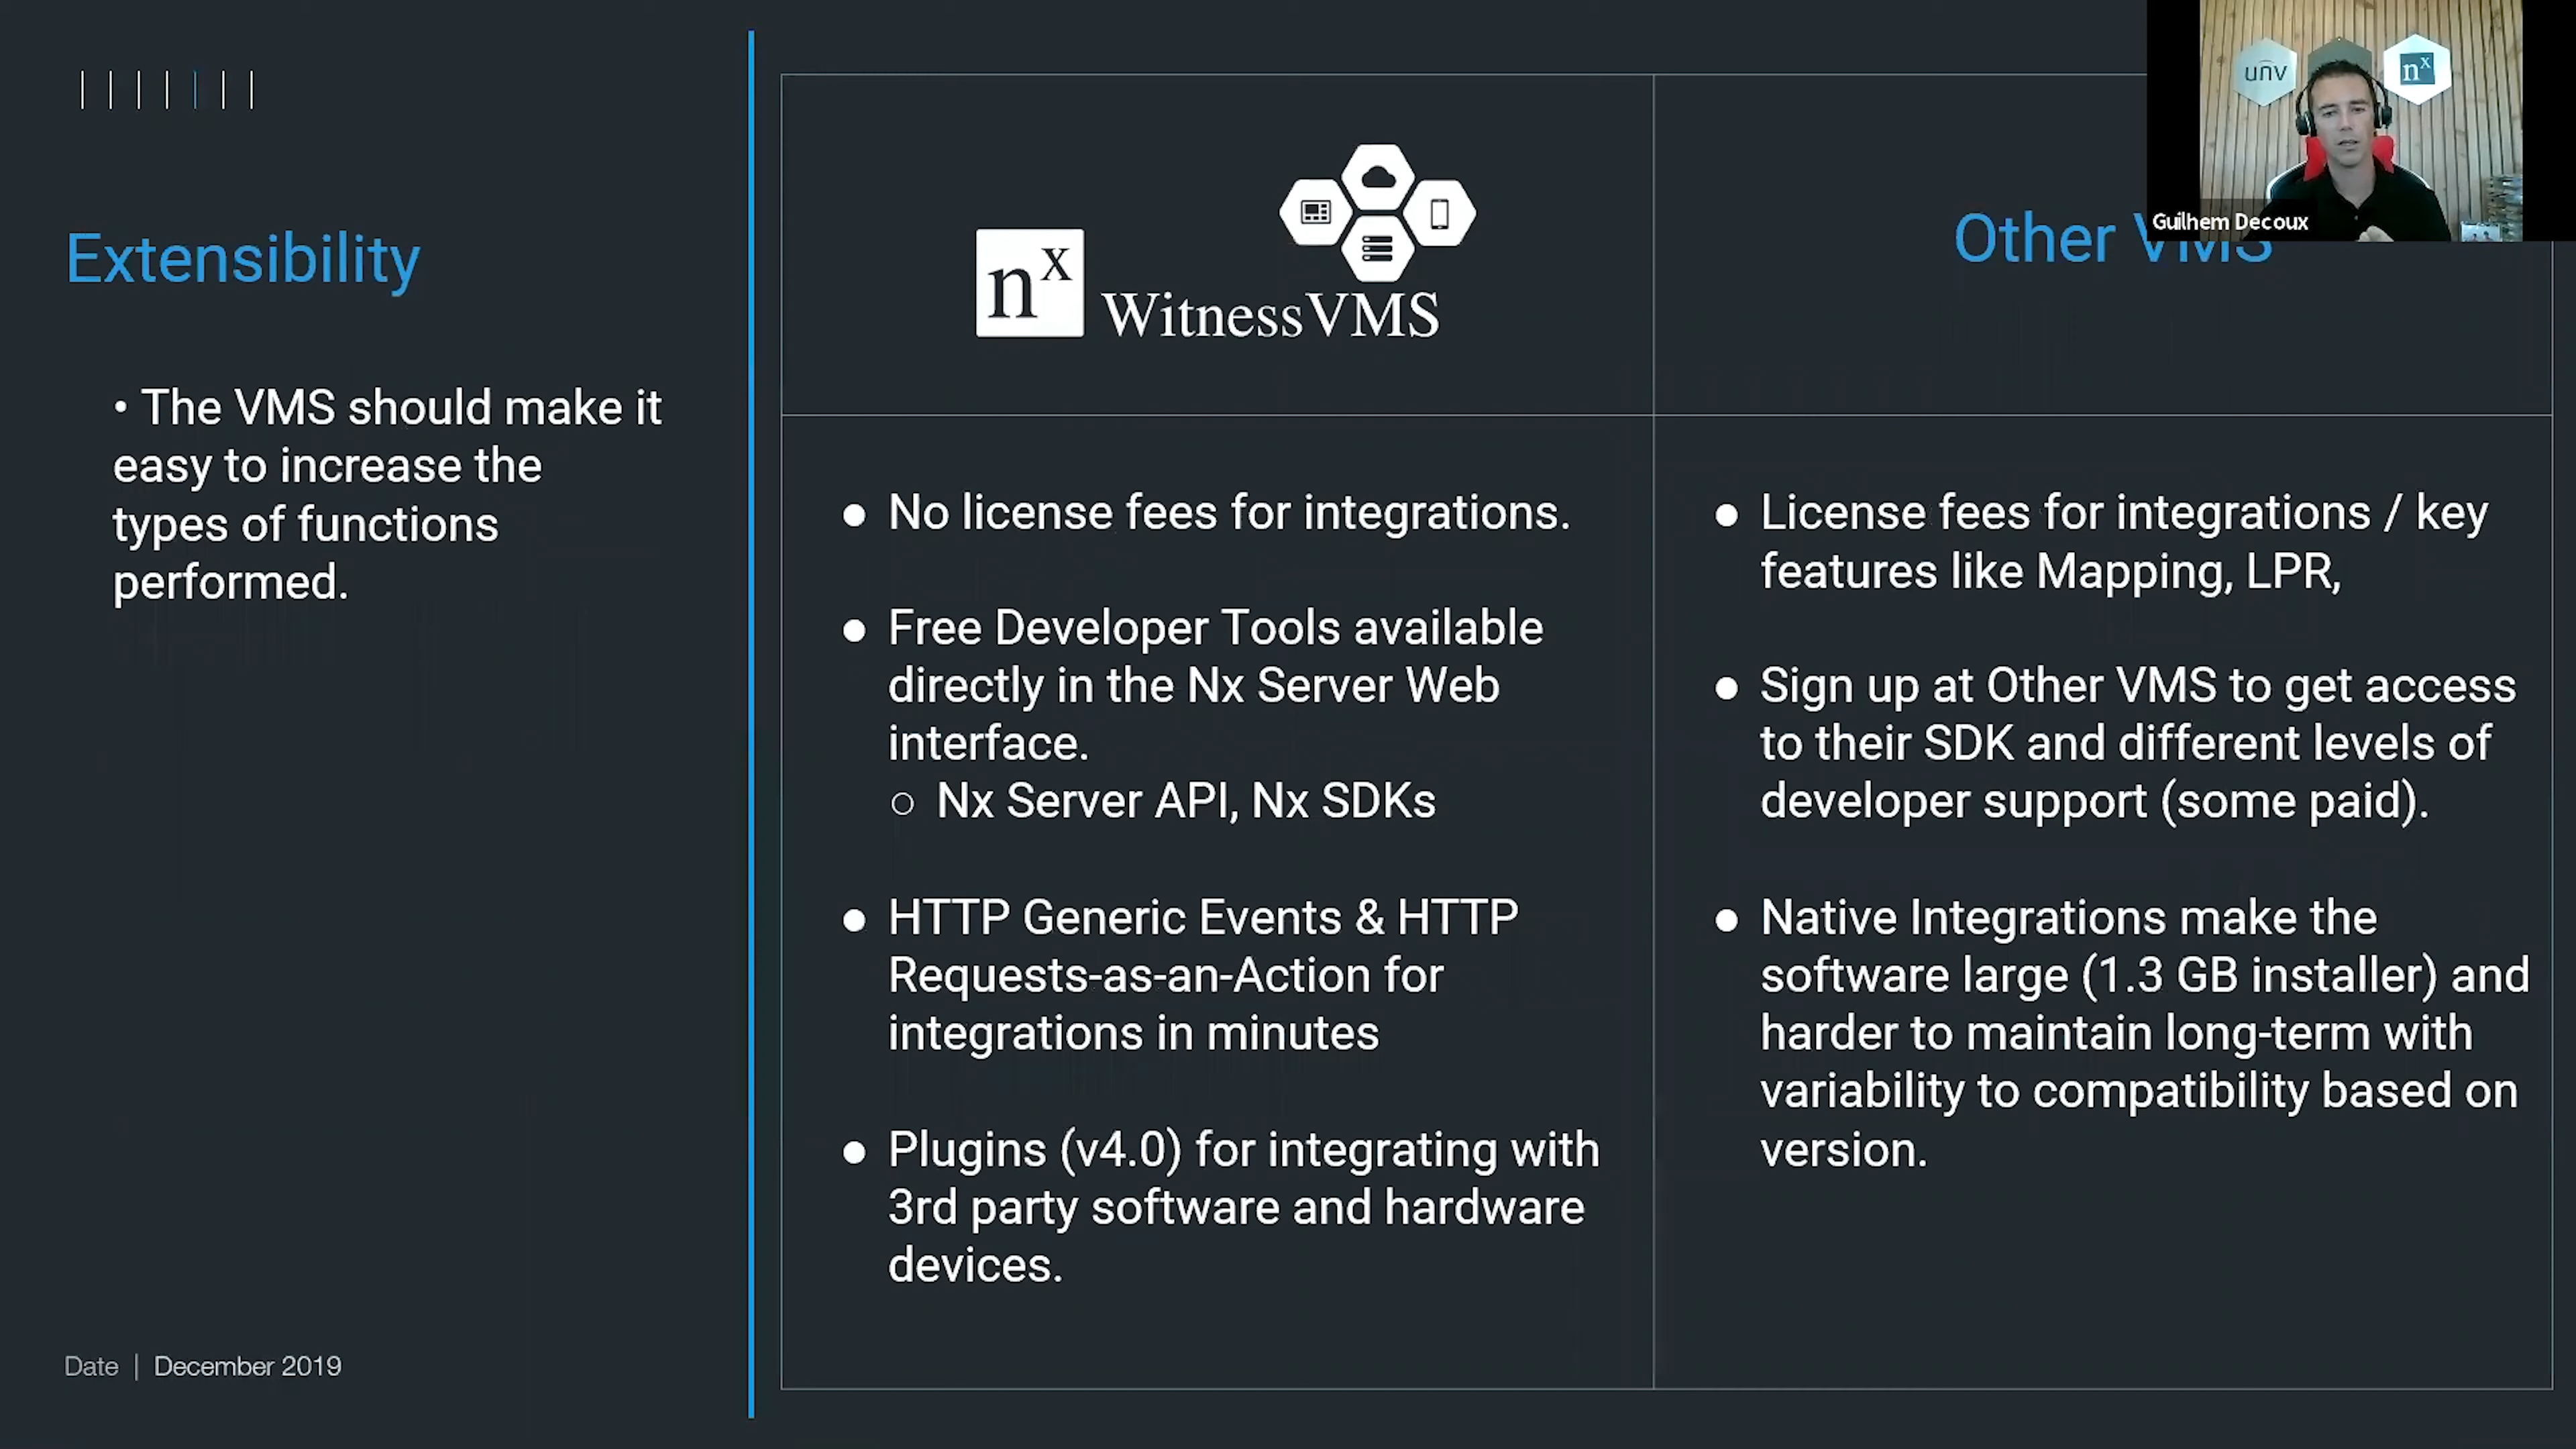 Extensibility
• The VMS should make it
easy to increase the
types of functions
performed.
Date | December 2019
nx
WitnessVMS
● No license fees for integrations.
● Free Developer Tools available
directly in the Nx Server Web
interface.
○ Nx Server API, Nx SDKs
● HTTP Generic Events & HTTP
Requests-as-an-Action for
integrations in minutes
● Plugins (v4.0) for integrating with
3rd party software and hardware
devices.
Other VMS
● License fees for integrations / key
features like Mapping, LPR,
● Sign up at Other VMS to get access
to their SDK and different levels of
developer support (some paid).
● Native Integrations make the
software large (1.3 GB installer) and
harder to maintain long-term with
variability to compatibility based on
version.
unv
nx
Guilhem Decoux